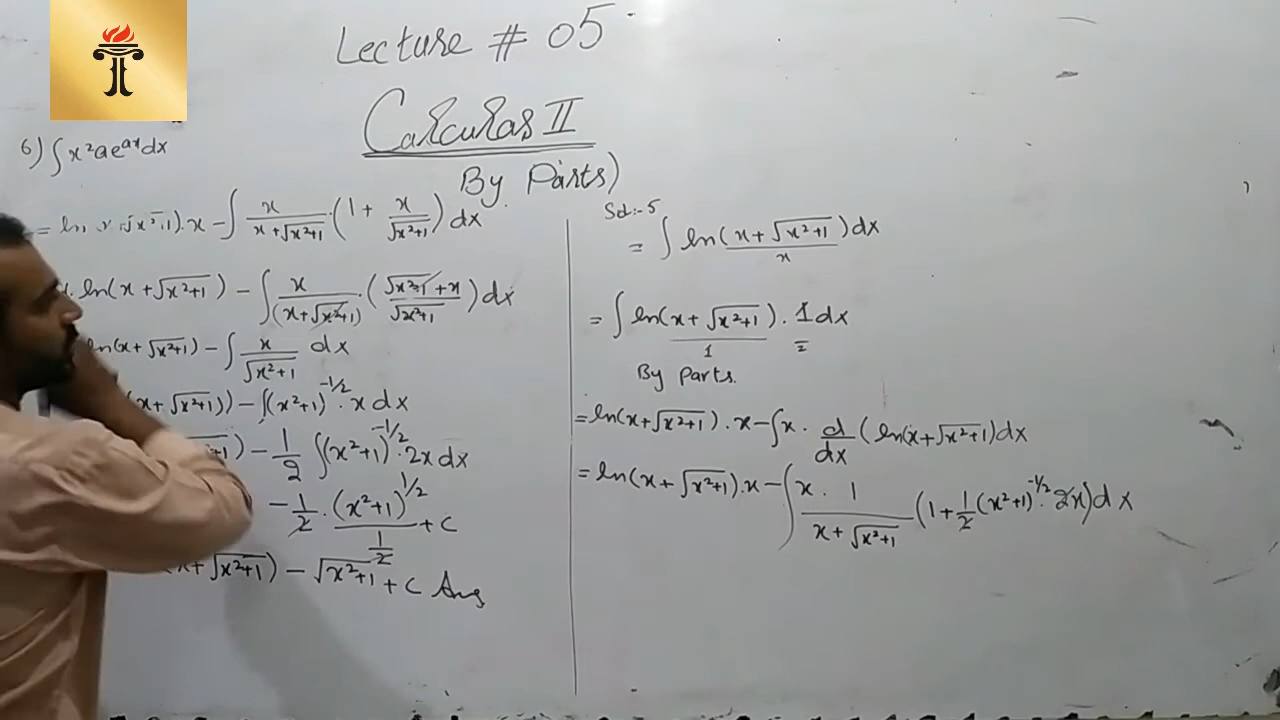 Lecture # 05
Calculas II
By Parts)
6) ∫x²ae^{ax}dx
= ln x √(x²+1).x − ∫ x/(x+√(x²+1)) . (1 + x/√(x²+1)) dx
ln(x+√(x²+1)) − ∫ x/(x+√(x²+1)) . ((√(x²+1)+x)/√(x²+1)) dx
ln(x+√(x²+1)) − ∫ x/√(x²+1) dx
(x+√(x²+1)) − ∫(x²+1)^{-1/2} . x dx
+1) − 1/2 ∫(x²+1)^{-1/2} . 2x dx
− 1/2 . (x²+1)^{1/2}/(1/2) + c
x+√(x²+1)) − √(x²+1) + c Ans
Sol:-5
= ∫ ln(x+√(x²+1)) dx
x
= ∫ ln(x+√(x²+1)) . 1 dx
1
By Parts.
= ln(x+√(x²+1)) . x − ∫x . d/dx (ln(x+√(x²+1)) dx
= ln(x+√(x²+1)) . x − ∫ x . 1/(x+√(x²+1)) (1+1/2 (x²+1)^{-1/2} . 2x) dx